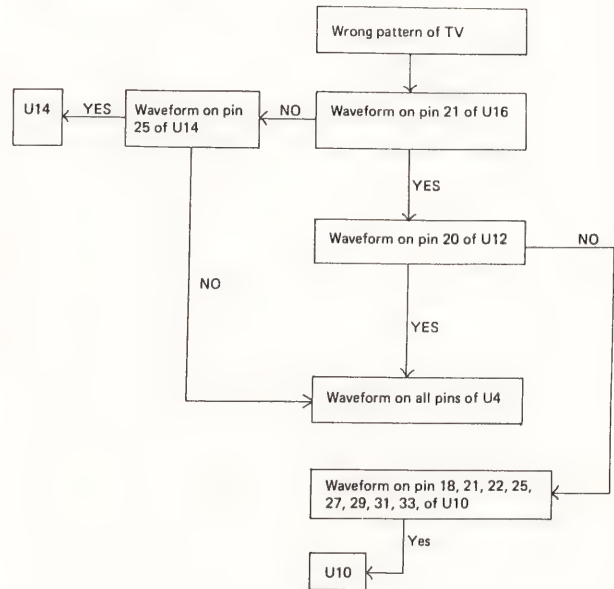 Wrong pattern of TV
U14
YES
Waveform on pin
25 of U14
NO
Waveform on pin 21 of U16
YES
Waveform on pin 20 of U12
NO
NO
YES
Waveform on all pins of U4
Waveform on pin 18, 21, 22, 25,
27, 29, 31, 33, of U10
Yes
U10